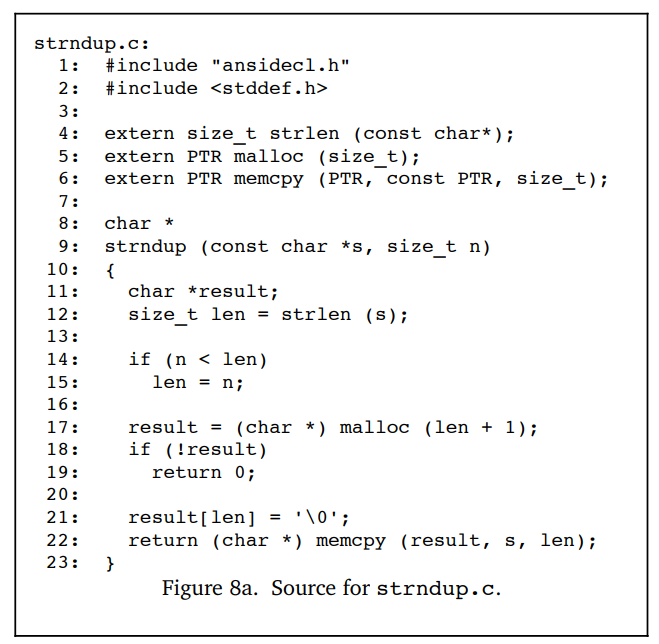 strndup.c:
1: #include "ansidecl.h"
2: #include <stddef.h>
3:
4: extern size_t strlen (const char*);
5: extern PTR malloc (size_t);
6: extern PTR memcpy (PTR, const PTR, size_t);
7:
8: char *
9: strndup (const char *s, size_t n)
10: {
11:   char *result;
12:   size_t len = strlen (s);
13:
14:   if (n < len)
15:     len = n;
16:
17:   result = (char *) malloc (len + 1);
18:   if (!result)
19:     return 0;
20:
21:   result[len] = '\0';
22:   return (char *) memcpy (result, s, len);
23: }
Figure 8a. Source for strndup.c.